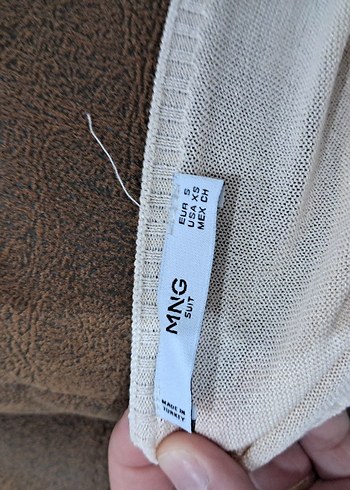 EUR S
USA XS
MEX CH
MNG
SUIT
MADE IN
TURKEY